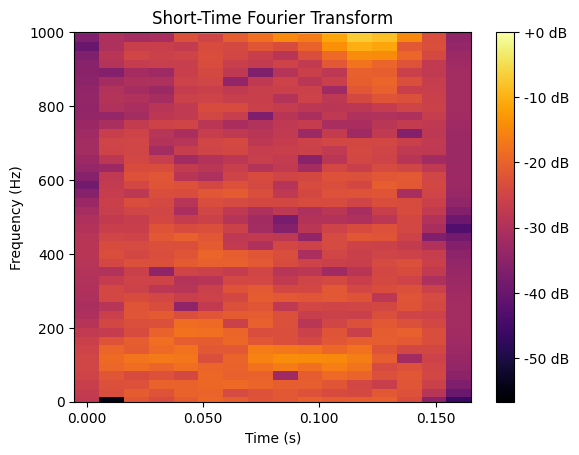 Short-Time Fourier Transform
1000
800
600
400
200
0
Frequency (Hz)
0.000
0.050
0.100
0.150
Time (s)
+0 dB
-10 dB
-20 dB
-30 dB
-40 dB
-50 dB